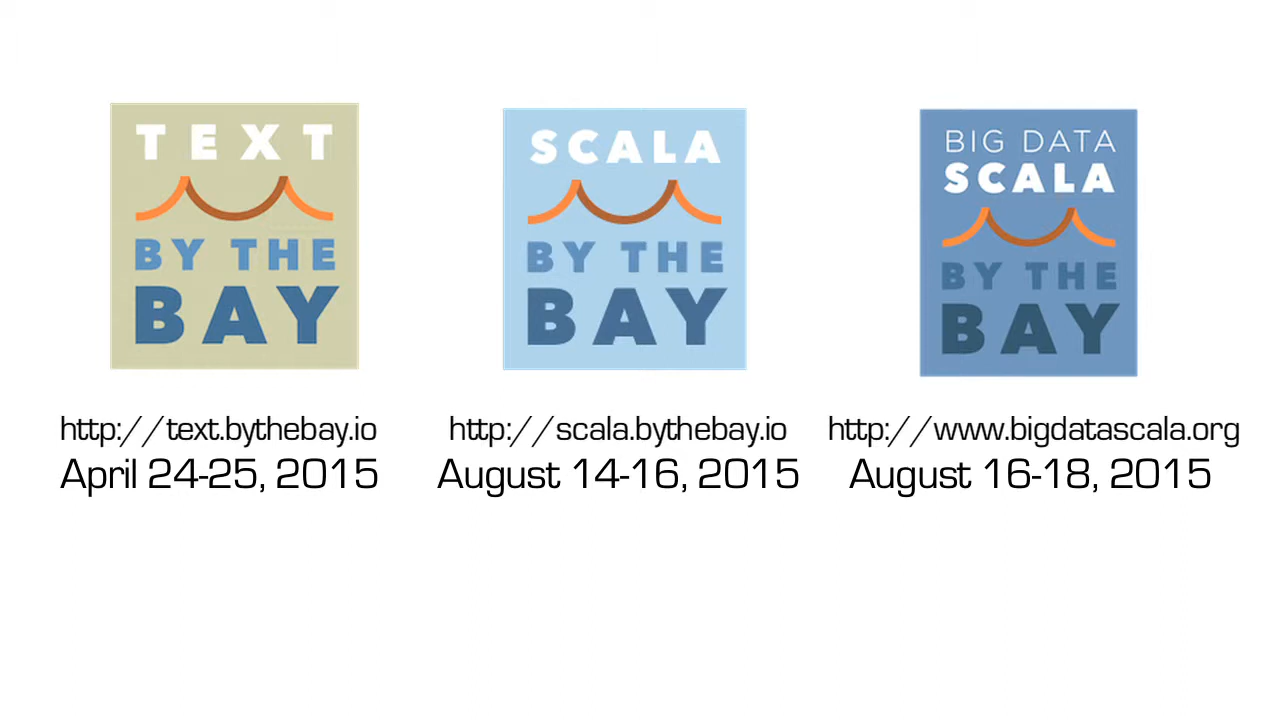 TEXT
BY THE
BAY
http://text.bythebay.io
April 24-25, 2015
SCALA
BY THE
BAY
http://scala.bythebay.io
August 14-16, 2015
BIG DATA
SCALA
BY THE
BAY
http://www.bigdatascala.org
August 16-18, 2015